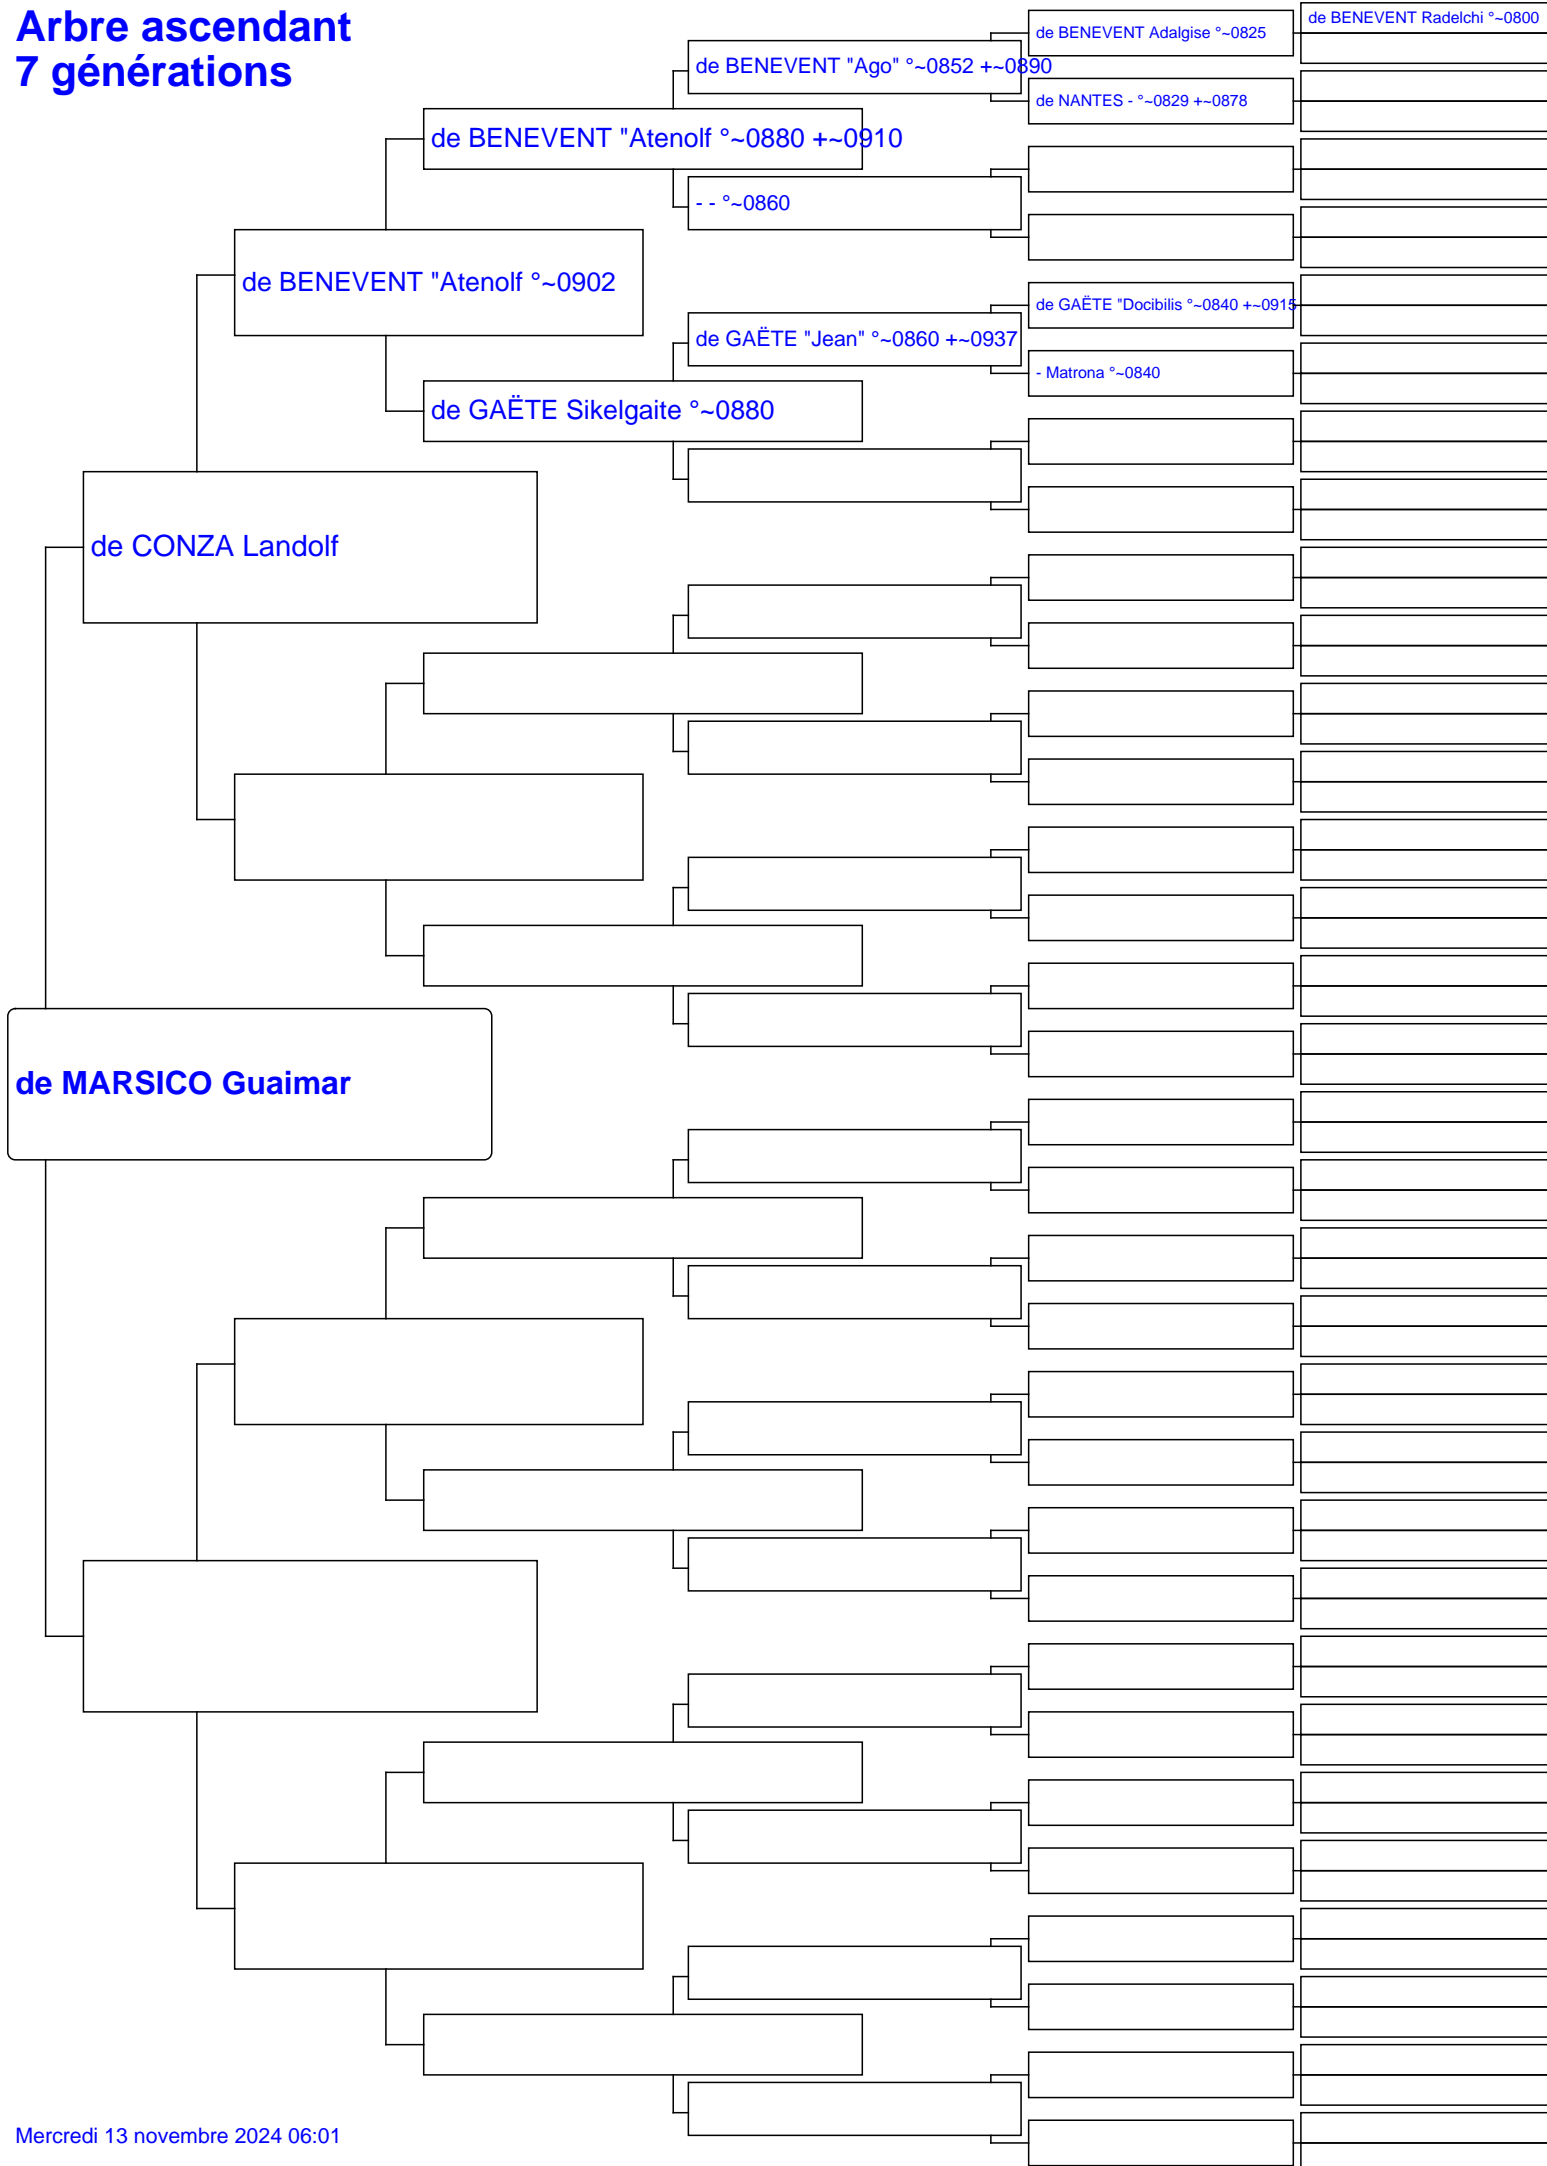 Arbre ascendant
7 générations
de BENEVENT Radelchi °~0800
de BENEVENT Adalgise °~0825
de BENEVENT "Ago" °~0852 +~0890
de NANTES - °~0829 +~0878
de BENEVENT "Atenolf °~0880 +~0910
- - °~0860
de BENEVENT "Atenolf °~0902
de GAËTE "Docibilis °~0840 +~0915
de GAËTE "Jean" °~0860 +~0937
- Matrona °~0840
de GAËTE Sikelgaite °~0880
de CONZA Landolf
de MARSICO Guaimar
Mercredi 13 novembre 2024 06:01